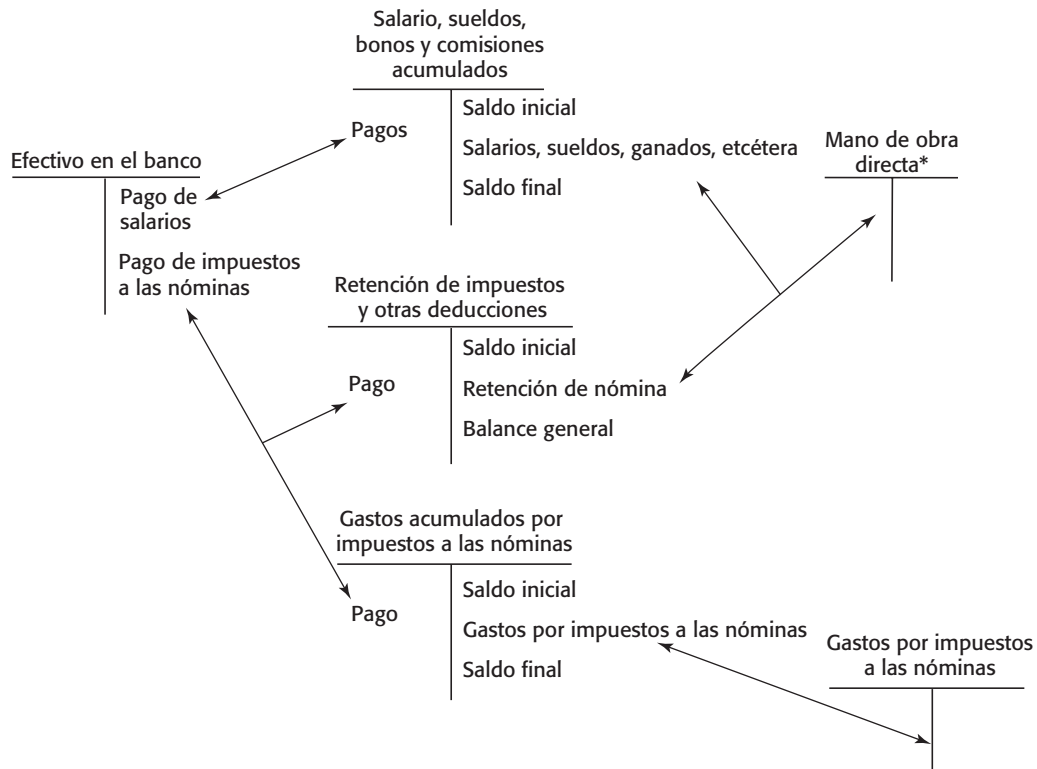 Salario, sueldos,
bonos y comisiones
acumulados
Saldo inicial
Pagos
Salarios, sueldos, ganados, etcétera
Saldo final
Efectivo en el banco
Pago de
salarios
Pago de impuestos
a las nóminas
Mano de obra
directa*
Retención de impuestos
y otras deducciones
Saldo inicial
Pago
Retención de nómina
Balance general
Gastos acumulados por
impuestos a las nóminas
Saldo inicial
Pago
Gastos por impuestos a las nóminas
Saldo final
Gastos por impuestos
a las nóminas